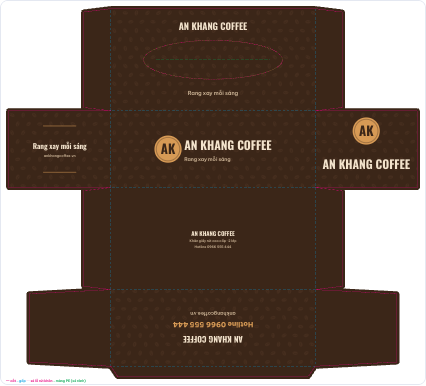 AN KHANG COFFEE
Rang xay mỗi sáng
Rang xay mỗi sáng
ankhangcoffee.vn
AK
AN KHANG COFFEE
Rang xay mỗi sáng
AK
AN KHANG COFFEE
AN KHANG COFFEE
Hotline 0966 555 444
ankhangcoffee.vn
Hotline 0966 555 444
AN KHANG COFFEE